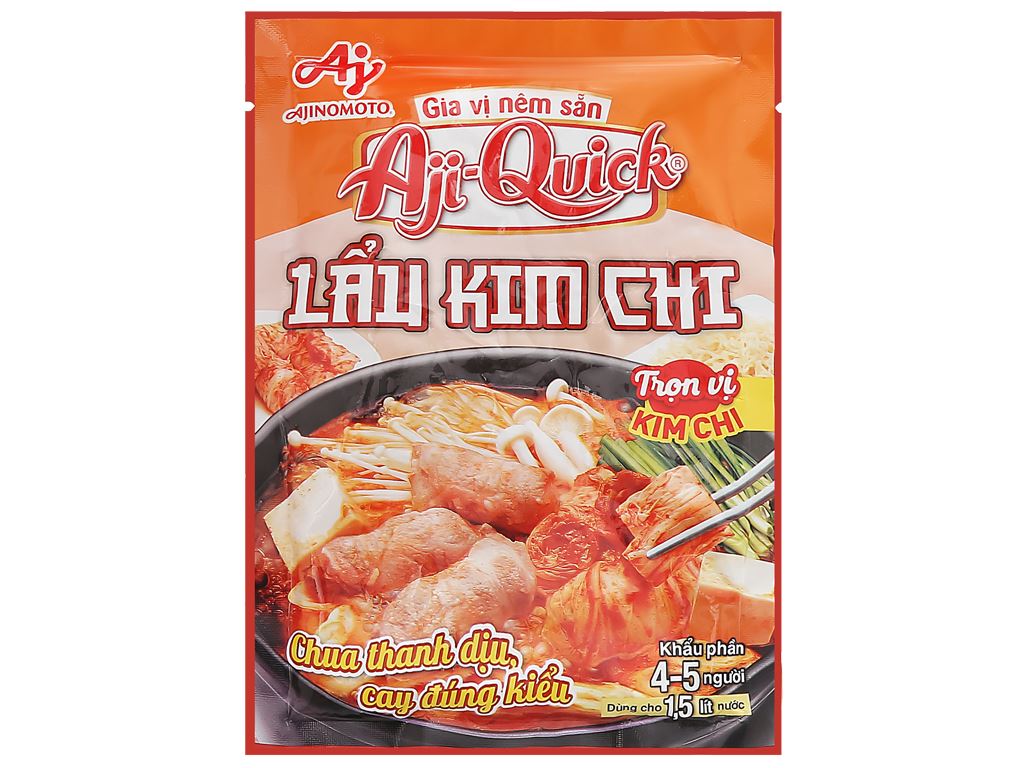 Aj
AJINOMOTO®
Gia vị nêm sẵn
Aji-Quick®
LẨU KIM CHI
Trọn vị
KIM CHI
Chua thanh dịu,
cay đúng kiểu
Khẩu phần
4-5 người
Dùng cho 1,5 lít nước